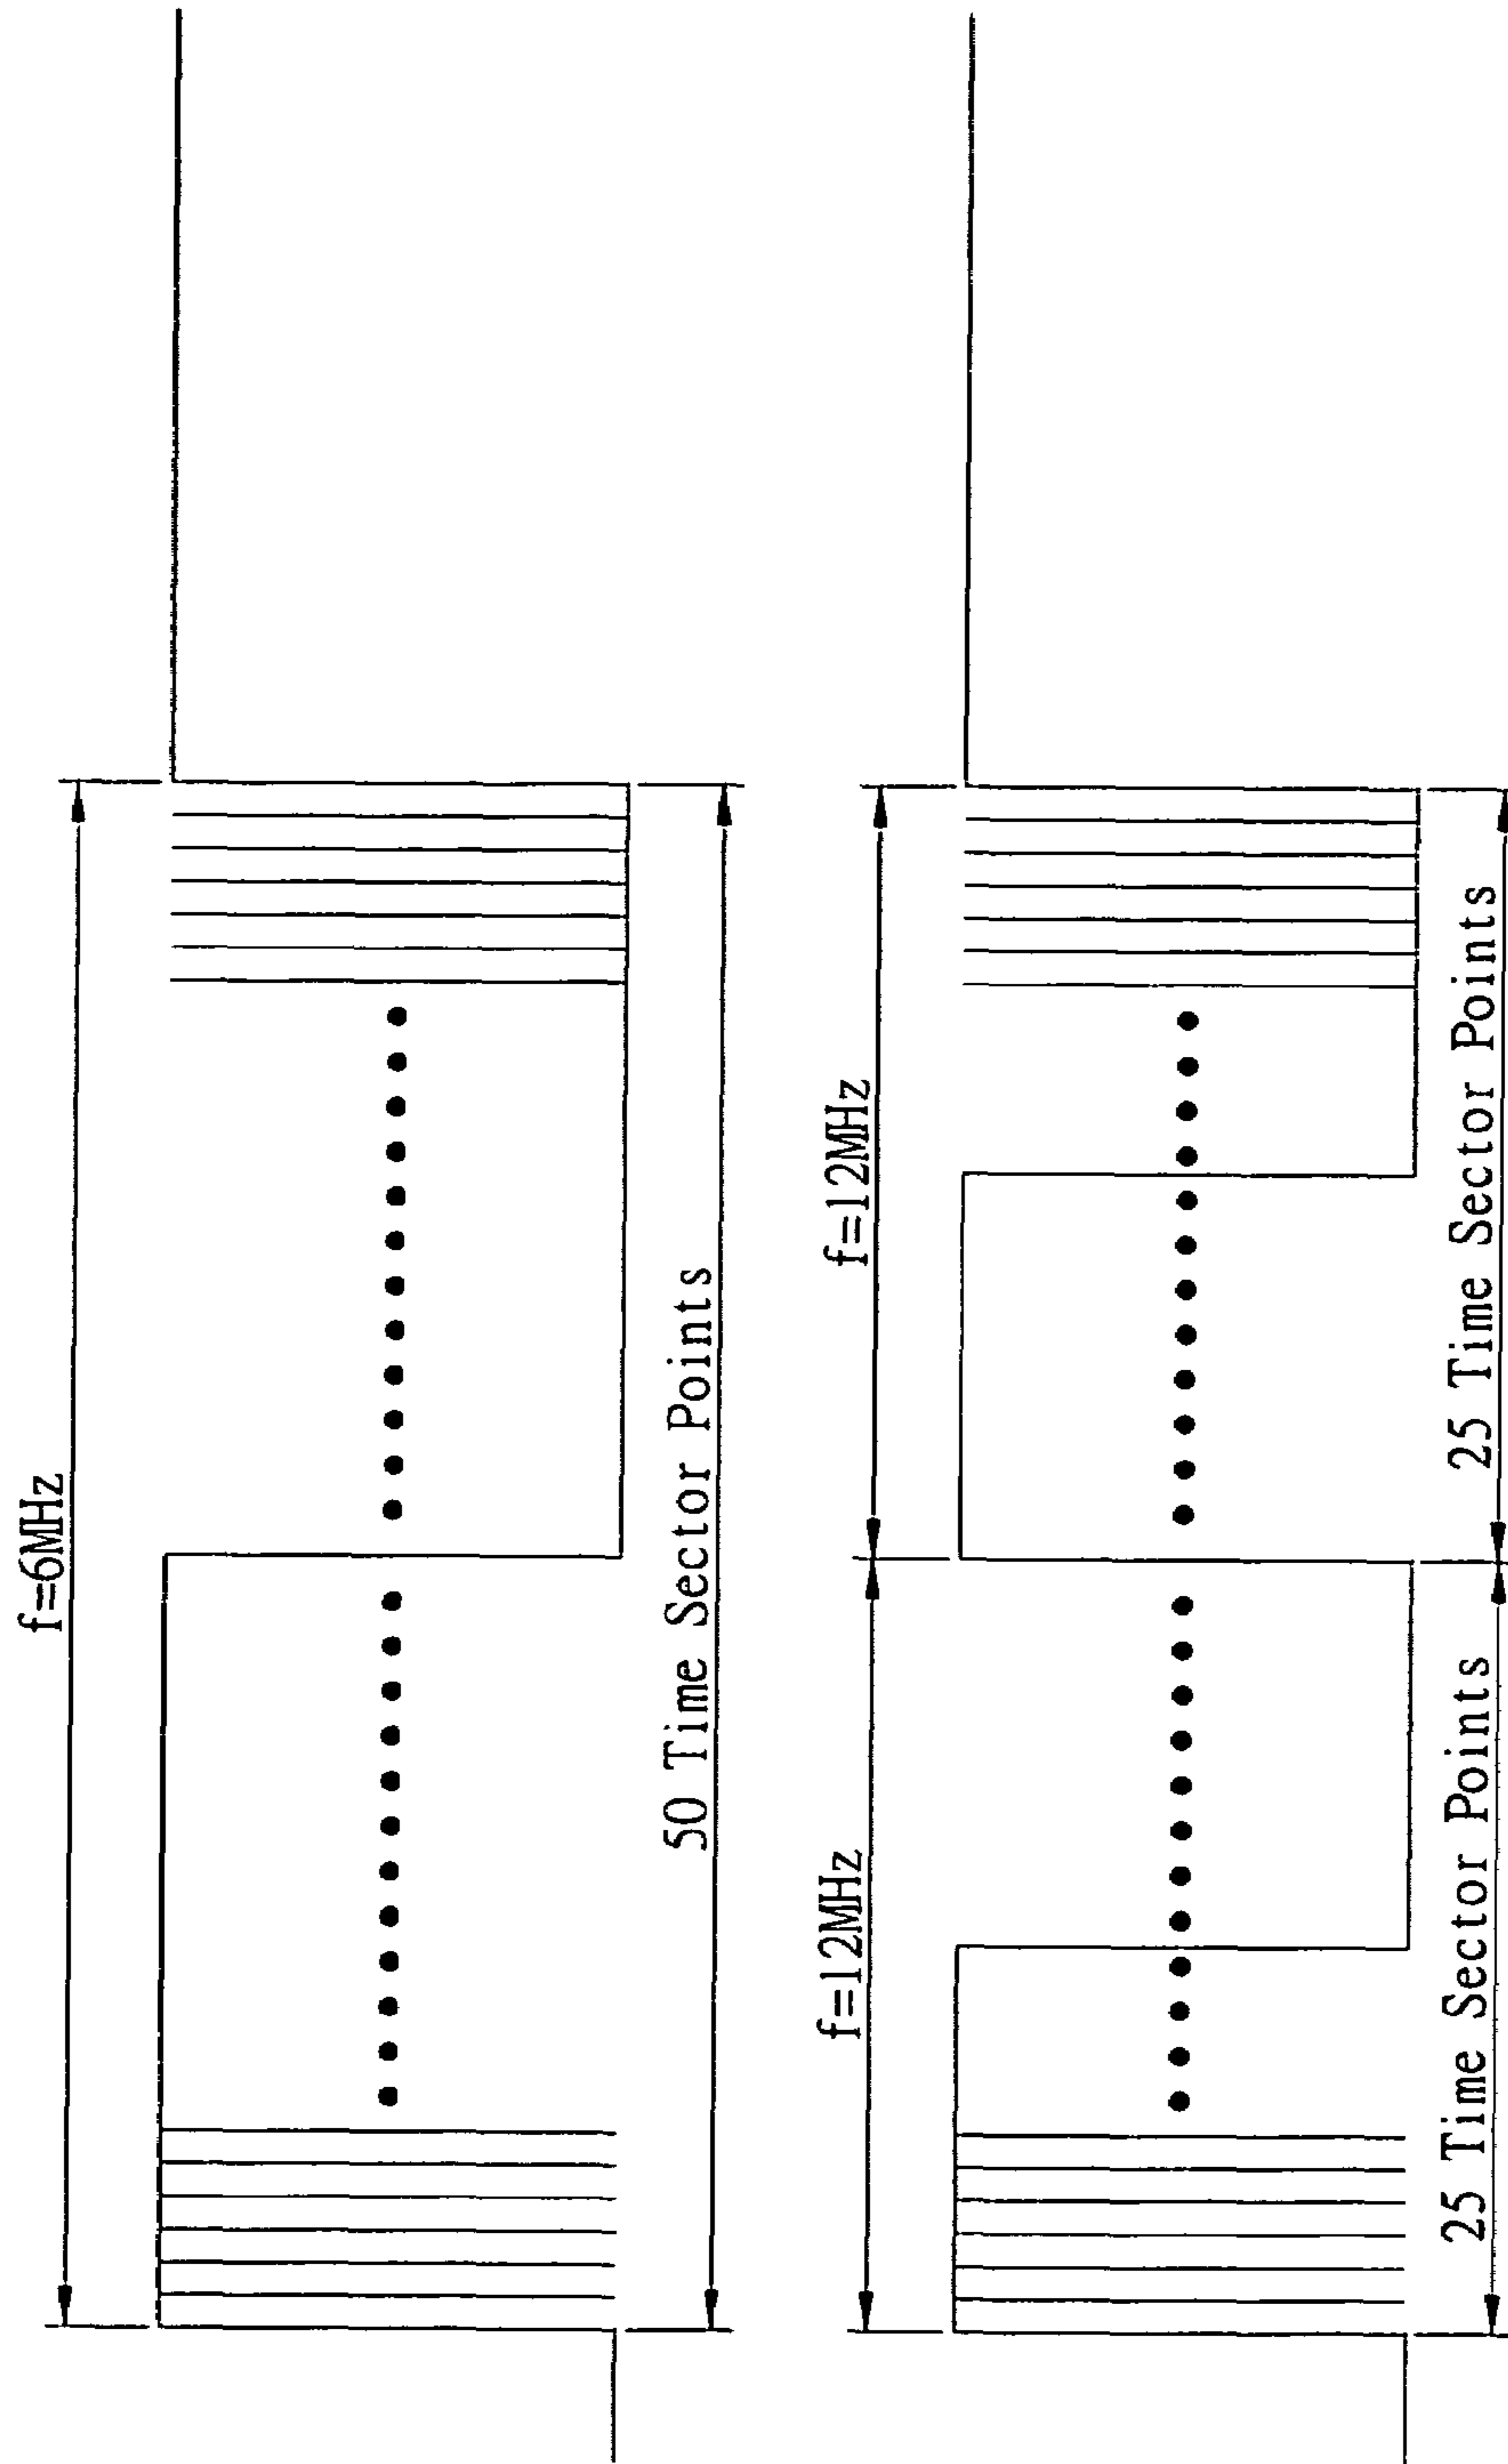 f=6MHz
50 Time Sector Points
f=12MHz
f=12MHz
25 Time Sector Points
25 Time Sector Points